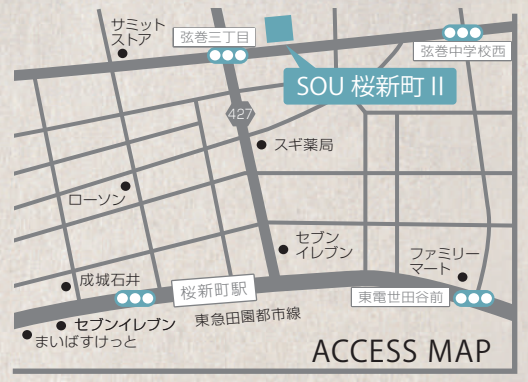 サミット
ストア
弦巻三丁目
弦巻中学校西
SOU 桜新町 II
427
スギ薬局
ローソン
セブン
イレブン
ファミリー
マート
成城石井
桜新町駅
東電世田谷前
東急田園都市線
セブンイレブン
まいばすけっと
ACCESS MAP